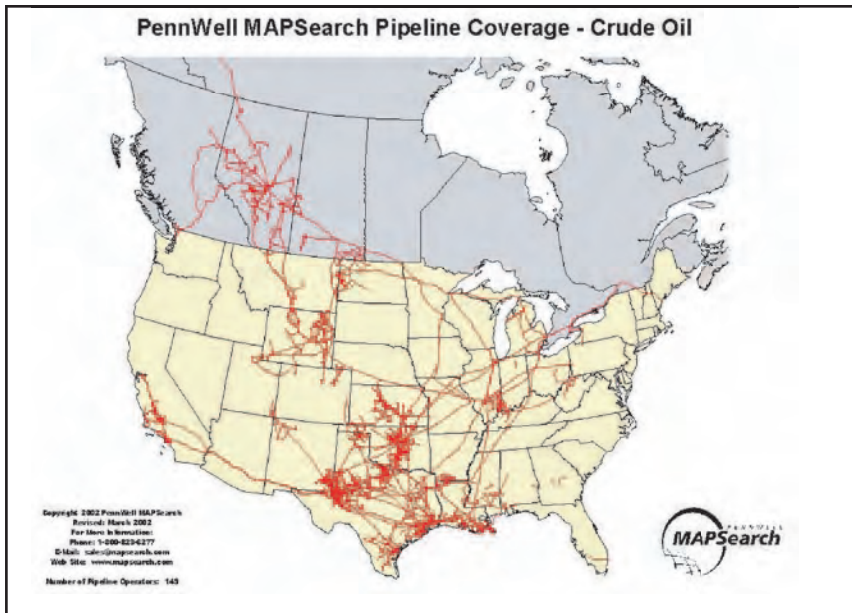 PennWell MAPSearch Pipeline Coverage - Crude Oil
Copyright 2002 PennWell MAPSearch
Revised: March 2002
For More Information:
Phone: 1-800-823-6277
E-Mail: sales@mapsearch.com
Web Site: www.mapsearch.com
Number of Pipeline Operators: 149
PENNWELL
MAPSearch